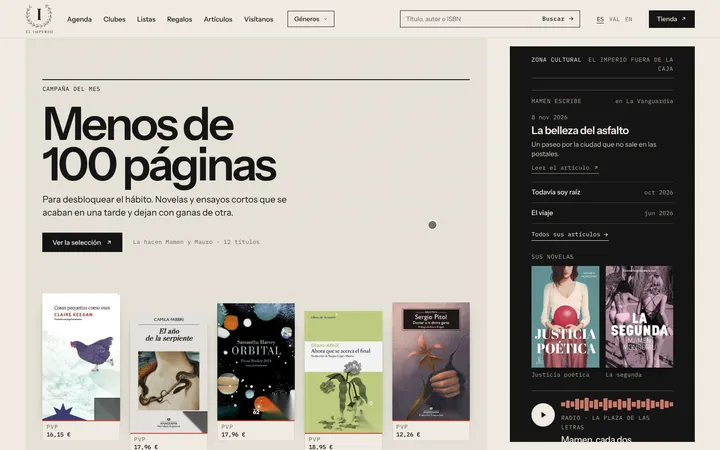 I
EL IMPERIO
Agenda
Clubes
Listas
Regalos
Artículos
Visítanos
Géneros
Título, autor o ISBN
Buscar →
ES VAL EN
Tienda ↗
CAMPAÑA DEL MES
Menos de
100 páginas
Para desbloquear el hábito. Novelas y ensayos cortos que se
acaban en una tarde y dejan con ganas de otra.
Ver la selección ↗
La hacen Mamen y Mauro · 12 títulos
Cosas pequeñas como esas
CLAIRE KEEGAN
PVP
16,15 €
CAMILA FABBRI
El año
de la serpiente
ANAGRAMA
PVP
17,96 €
Samantha Harvey
ORBITAL
PVP
17,96 €
Ahora que se acerca el final
PVP
18,95 €
Sergio Pitol
ANAGRAMA
PVP
12,26 €
ZONA CULTURAL
EL IMPERIO FUERA DE LA
CAJA
MAMEN ESCRIBE
en La Vanguardia
8 nov 2026
La belleza del asfalto
Un paseo por la ciudad que no sale en las
postales.
Leer el artículo ↗
Todavía soy raíz
oct 2026
El viaje
jun 2026
Todos sus artículos →
SUS NOVELAS
JUSTICIA
POÉTICA
Justicia poética
LA
SEGUNDA
La segunda
RADIO · LA PLAZA DE LAS
LETRAS
Mamen, cada dos